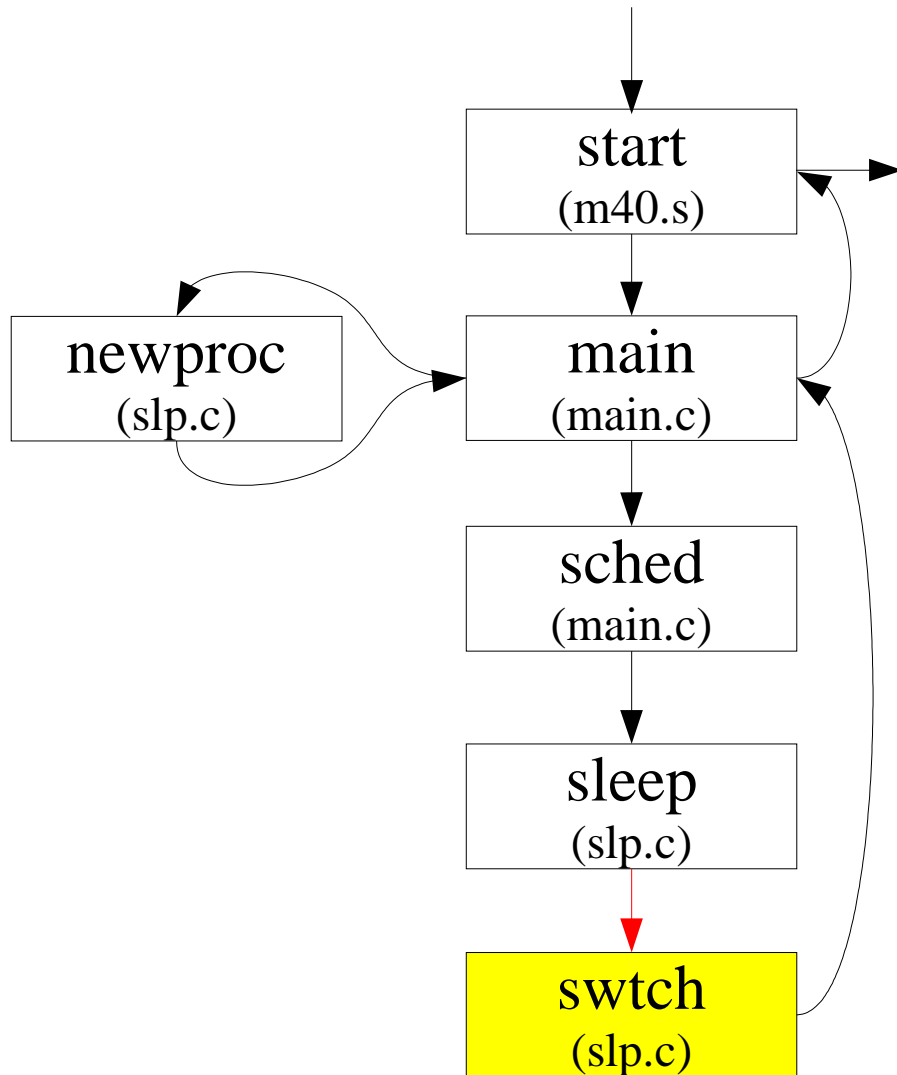 start
(m40.s)
newproc
(slp.c)
main
(main.c)
sched
(main.c)
sleep
(slp.c)
swtch
(slp.c)